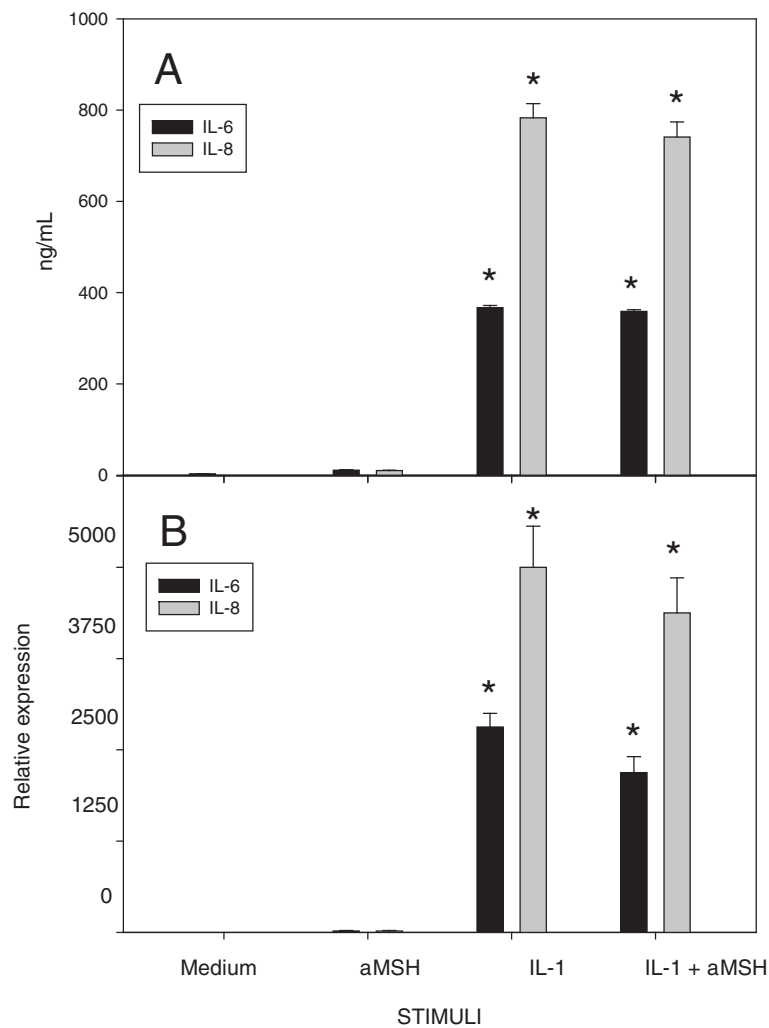 1000
A
*
*
800
IL-6
IL-8
600
ng/mL
*
*
400
200
0
B
*
5000
*
IL-6
IL-8
3750
*
*
2500
Relative expression
1250
0
Medium aMSH IL-1 IL-1 + aMSH
STIMULI